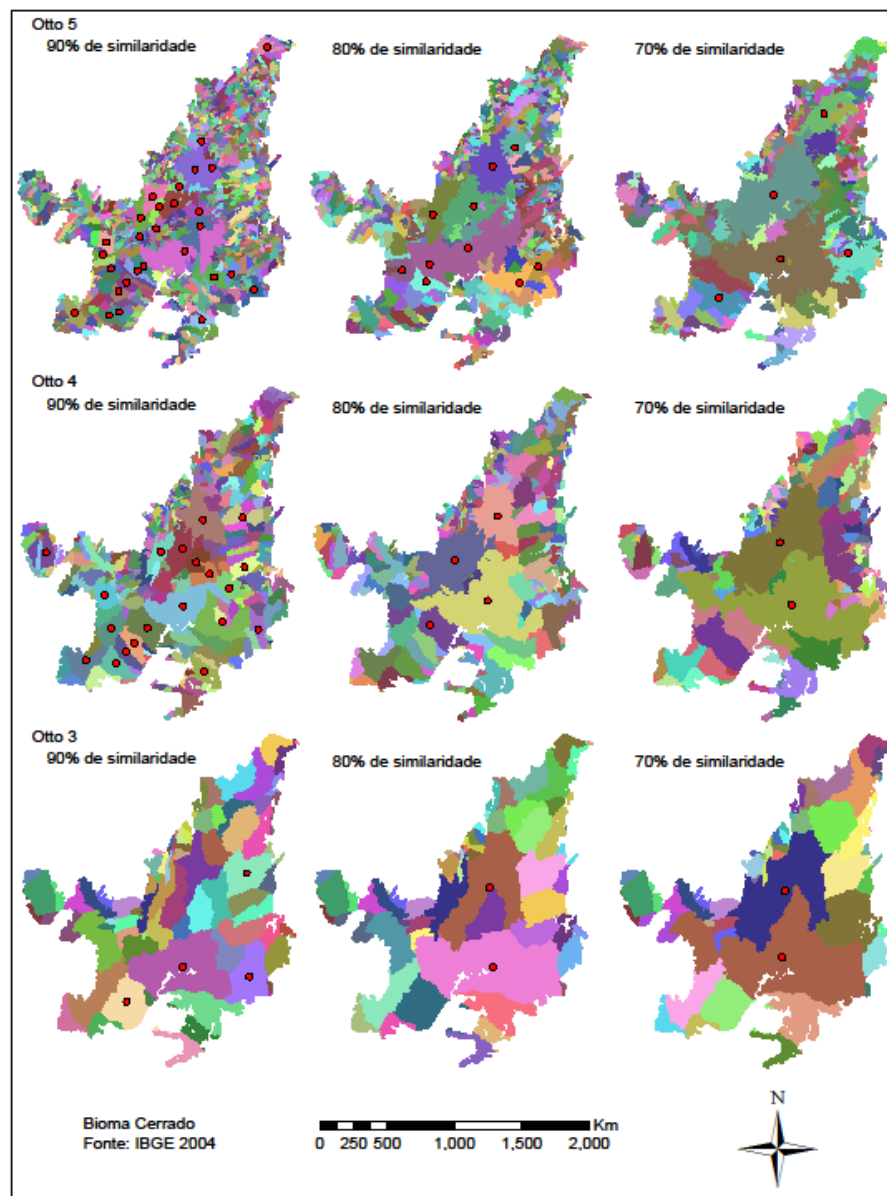 Otto 5
90% de similaridade
80% de similaridade
70% de similaridade
Otto 4
90% de similaridade
80% de similaridade
70% de similaridade
Otto 3
90% de similaridade
80% de similaridade
70% de similaridade
Bioma Cerrado
Fonte: IBGE 2004
Km
0 250 500 1,000 1,500 2,000
N